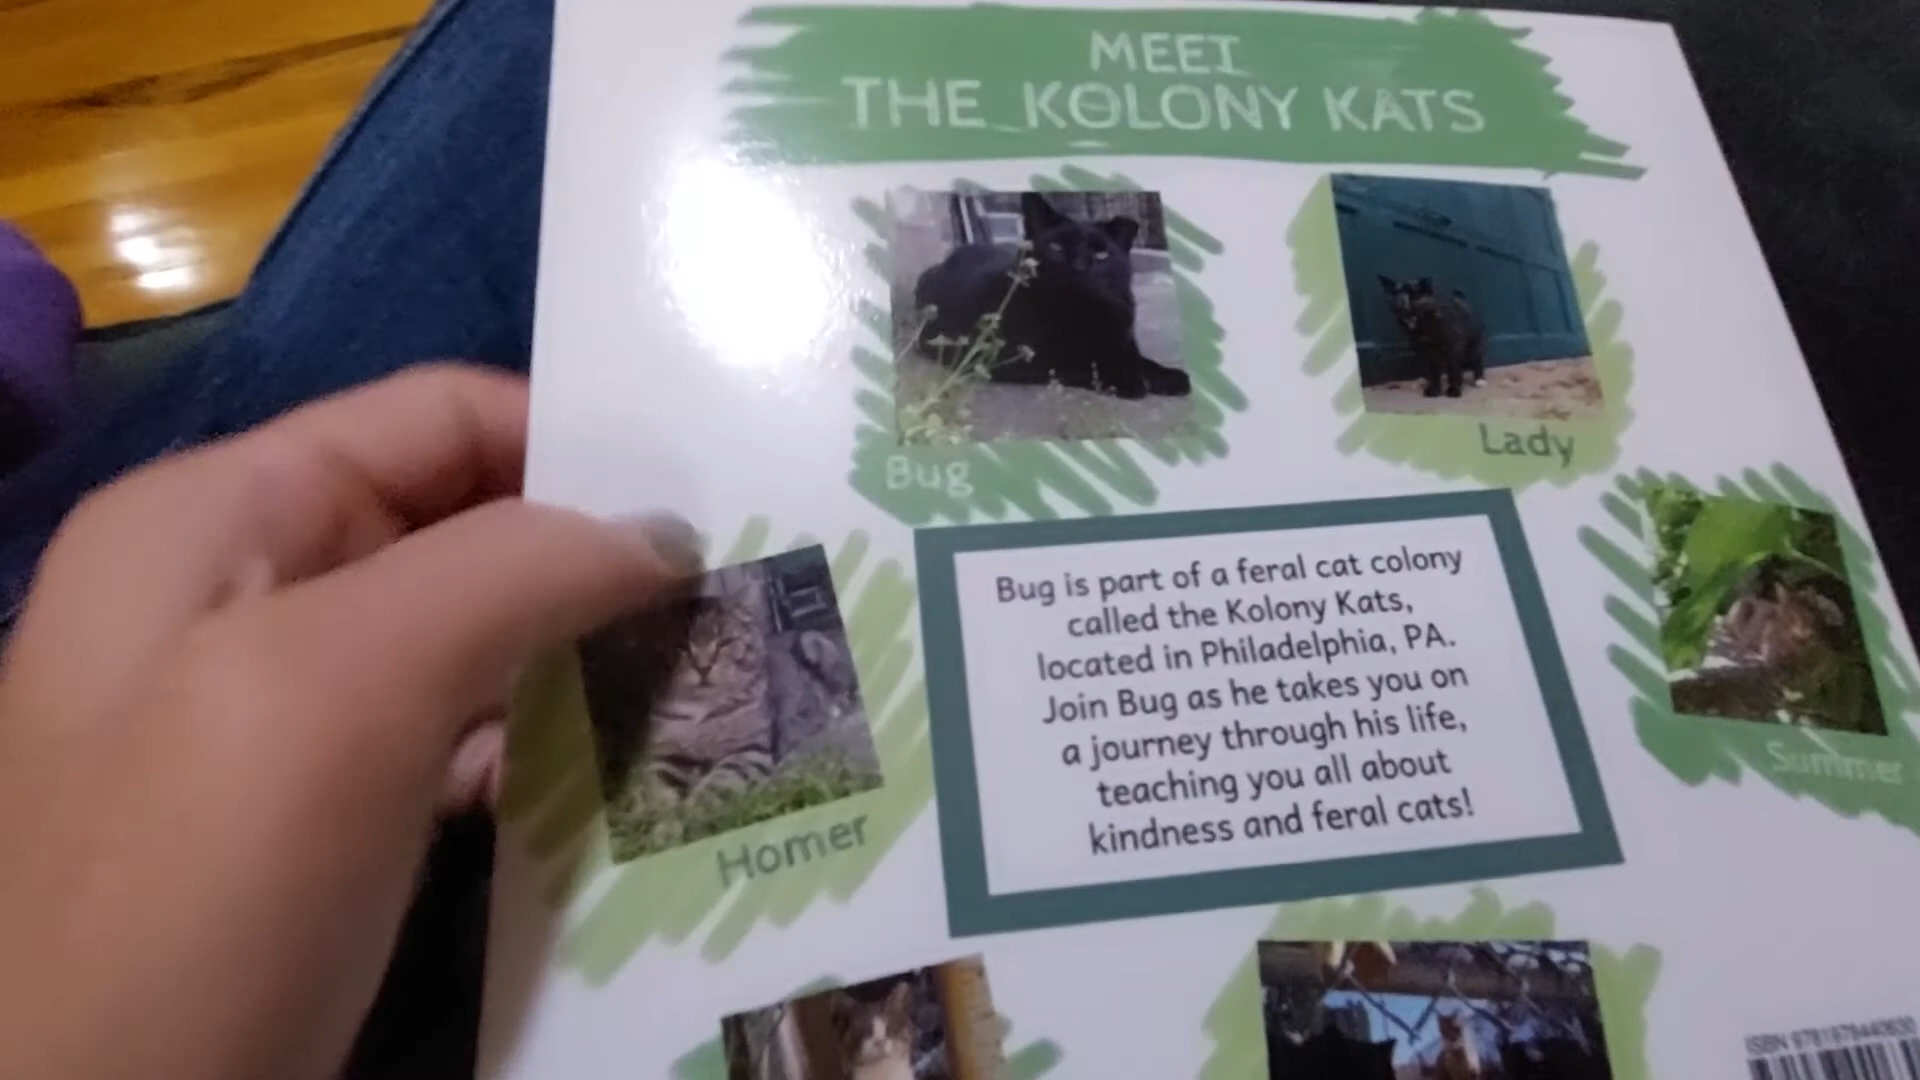 MEET
THE KOLONY KATS
Bug
Lady
Bug is part of a feral cat colony
called the Kolony Kats,
located in Philadelphia, PA.
Join Bug as he takes you on
a journey through his life,
teaching you all about
kindness and feral cats!
Summer
Homer
ISBN